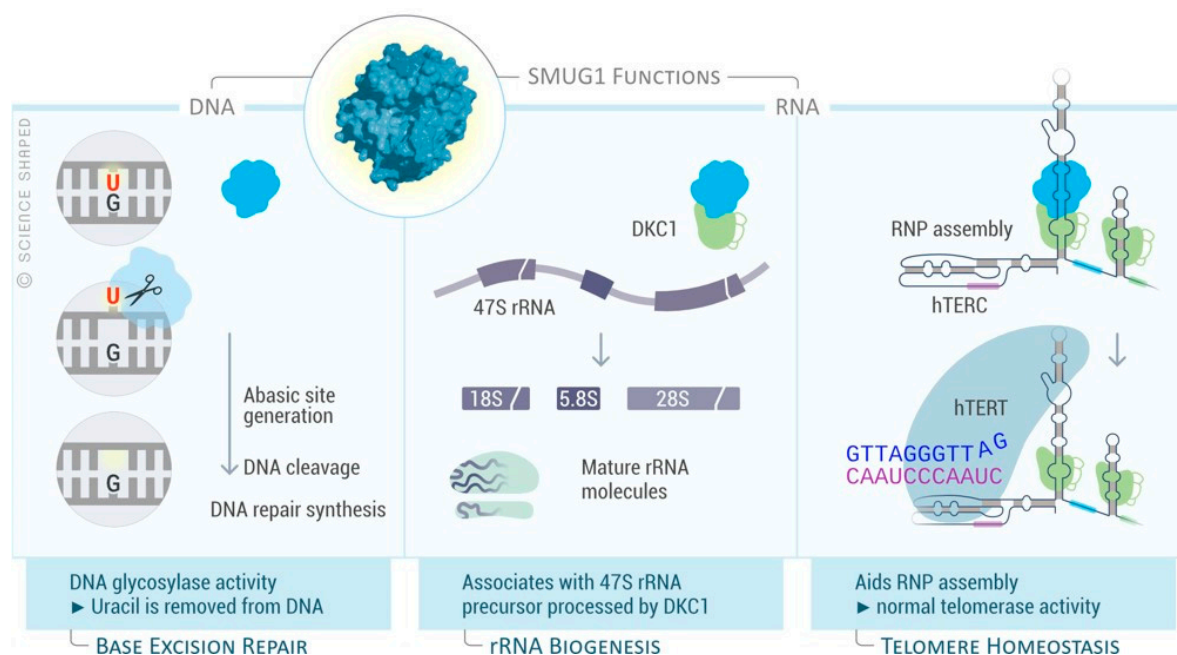 SMUG1 FUNCTIONS
DNA
RNA
© SCIENCE SHAPED
U
G
U
G
G
Abasic site
generation
DNA cleavage
DNA repair synthesis
DNA glycosylase activity
► Uracil is removed from DNA
BASE EXCISION REPAIR
DKC1
47S rRNA
18S
5.8S
28S
Mature rRNA
molecules
Associates with 47S rRNA
precursor processed by DKC1
rRNA BIOGENESIS
RNP assembly
hTERC
hTERT
GTTAGGGTTAG
CAAUCCCAAUC
Aids RNP assembly
► normal telomerase activity
TELOMERE HOMEOSTASIS